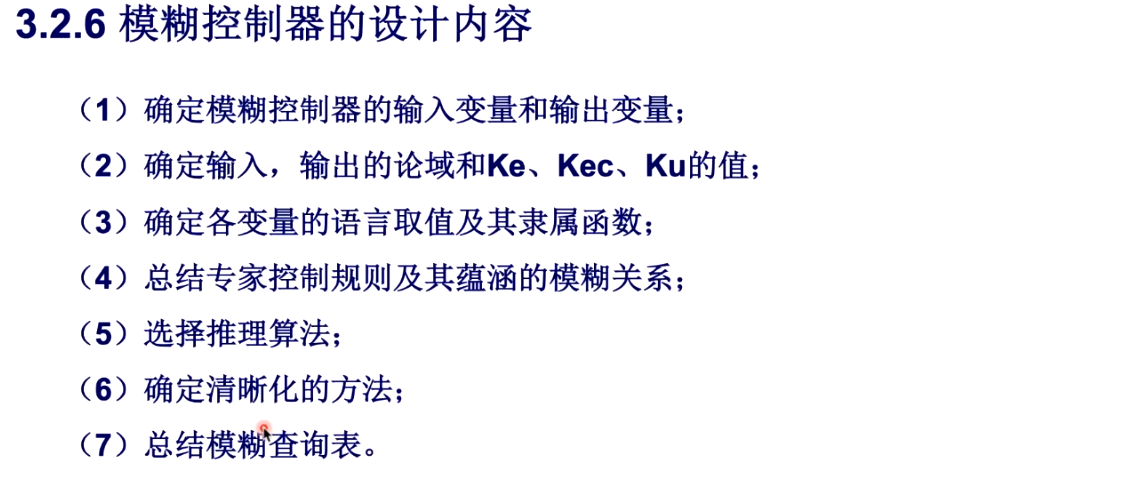 3.2.6 模糊控制器的设计内容
（1）确定模糊控制器的输入变量和输出变量；
（2）确定输入，输出的论域和Ke、Kec、Ku的值；
（3）确定各变量的语言取值及其隶属函数；
（4）总结专家控制规则及其蕴涵的模糊关系；
（5）选择推理算法；
（6）确定清晰化的方法；
（7）总结模糊查询表。